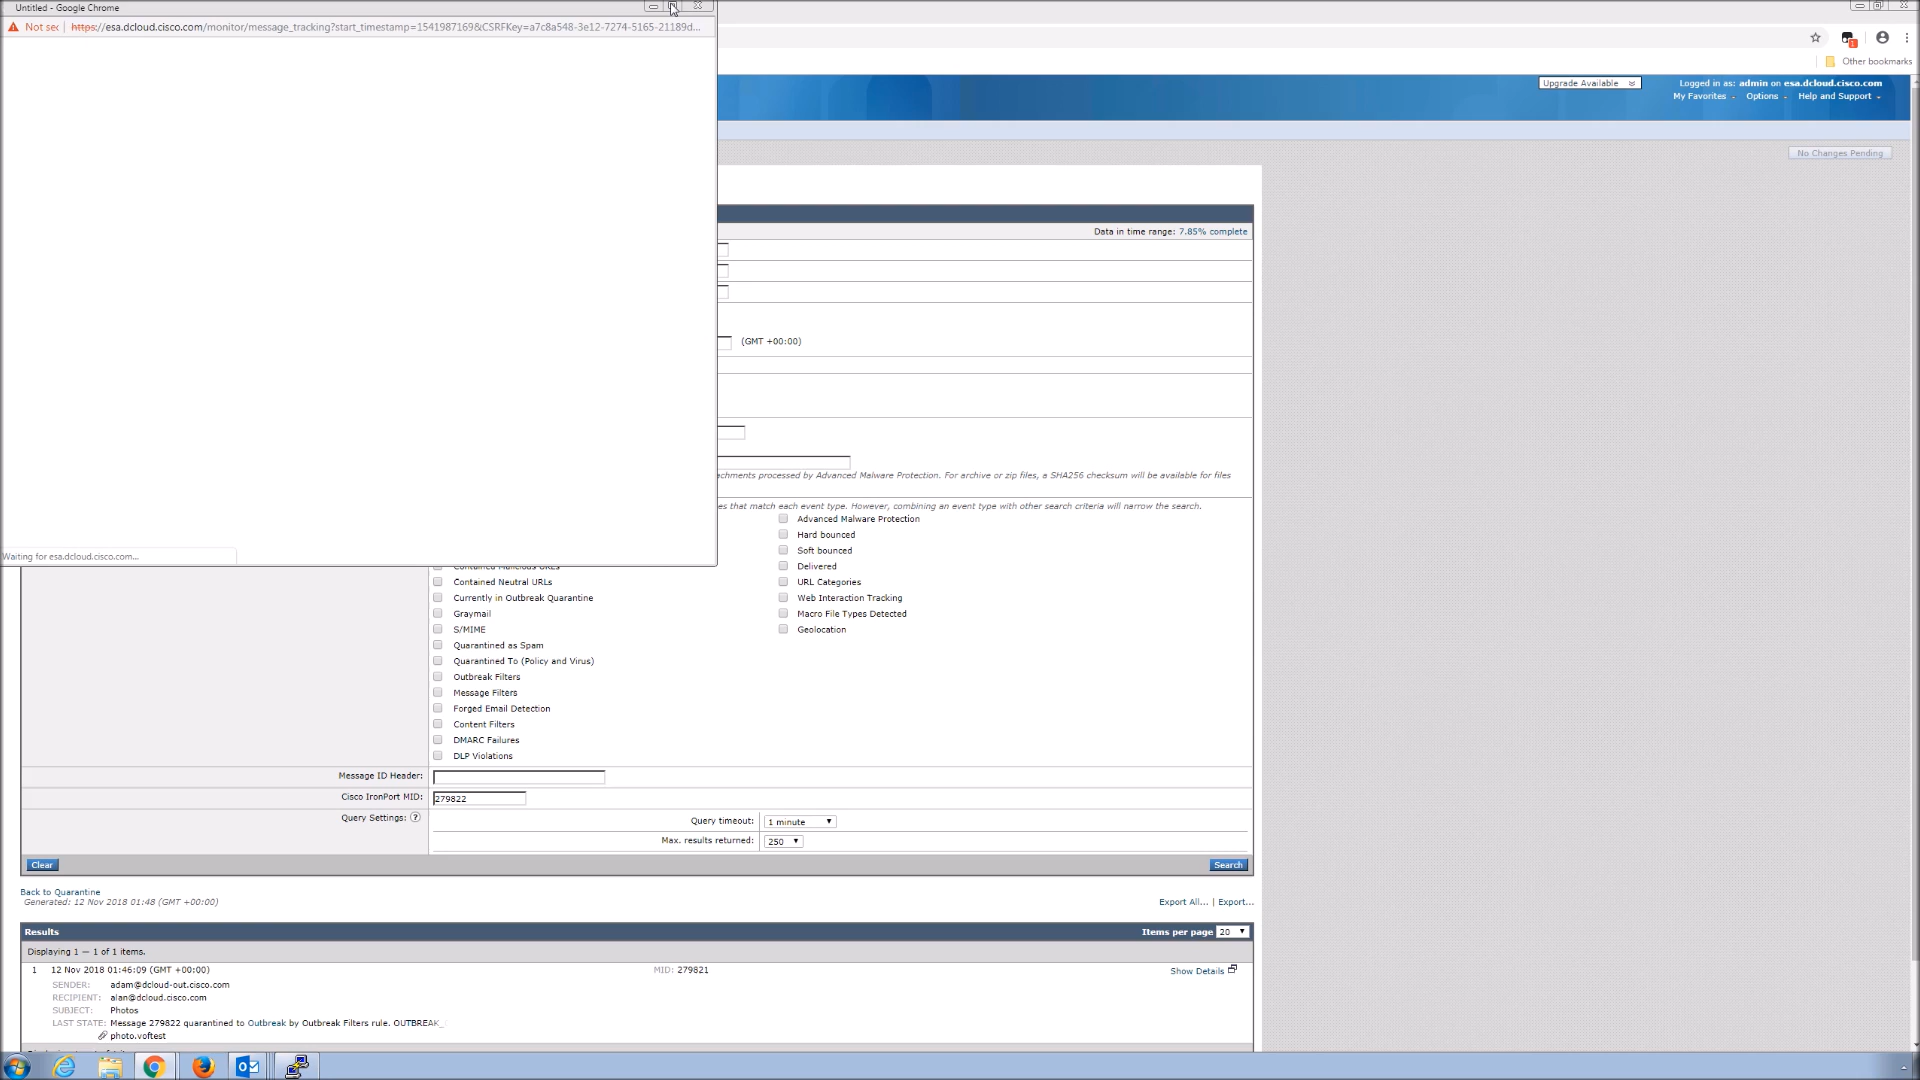 Untitled - Google Chrome
Not sec
https://esa.dcloud.cisco.com/monitor/message_tracking?start_timestamp=1541987169&CSRFKey=a7c8a548-3e12-7274-5165-21189d...
1
Other bookmarks
Upgrade Available
Logged in as: admin on esa.dcloud.cisco.com
My Favorites Options Help and Support
No Changes Pending
Data in time range: 7.85% complete
(GMT +00:00)
achments processed by Advanced Malware Protection. For archive or zip files, a SHA256 checksum will be available for files
es that match each event type. However, combining an event type with other search criteria will narrow the search.
Advanced Malware Protection
Hard bounced
Soft bounced
Waiting for esa.dcloud.cisco.com...
Contained Malicious URLs
Delivered
Contained Neutral URLs
URL Categories
Currently in Outbreak Quarantine
Web Interaction Tracking
Graymail
Macro File Types Detected
S/MIME
Geolocation
Quarantined as Spam
Quarantined To (Policy and Virus)
Outbreak Filters
Message Filters
Forged Email Detection
Content Filters
DMARC Failures
DLP Violations
Message ID Header:
Cisco IronPort MID: 279822
Query Settings: ?
Query timeout: 1 minute
Max. results returned: 250
Clear
Search
Back to Quarantine
Generated: 12 Nov 2018 01:48 (GMT +00:00)
Export All... | Export...
Results
Items per page 20
Displaying 1 — 1 of 1 items.
1 12 Nov 2018 01:46:09 (GMT +00:00)
MID: 279821
Show Details
SENDER: adam@dcloud-out.cisco.com
RECIPIENT: alan@dcloud.cisco.com
SUBJECT: Photos
LAST STATE: Message 279822 quarantined to Outbreak by Outbreak Filters rule. OUTBREAK_
photo.voftest